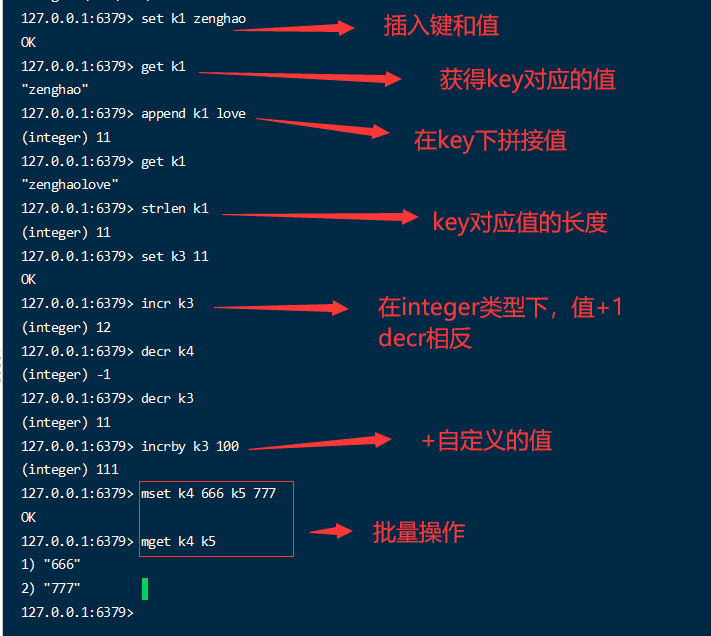 127.0.0.1:6379> set k1 zenghao
插入键和值
OK
127.0.0.1:6379> get k1
获得key对应的值
"zenghao"
127.0.0.1:6379> append k1 love
在key下拼接值
(integer) 11
127.0.0.1:6379> get k1
"zenghaolove"
127.0.0.1:6379> strlen k1
key对应值的长度
(integer) 11
127.0.0.1:6379> set k3 11
OK
127.0.0.1:6379> incr k3
在integer类型下，值+1
decr相反
(integer) 12
127.0.0.1:6379> decr k4
(integer) -1
127.0.0.1:6379> decr k3
(integer) 11
127.0.0.1:6379> incrby k3 100
+自定义的值
(integer) 111
127.0.0.1:6379> mset k4 666 k5 777
OK
批量操作
127.0.0.1:6379> mget k4 k5
1) "666"
2) "777"
127.0.0.1:6379>